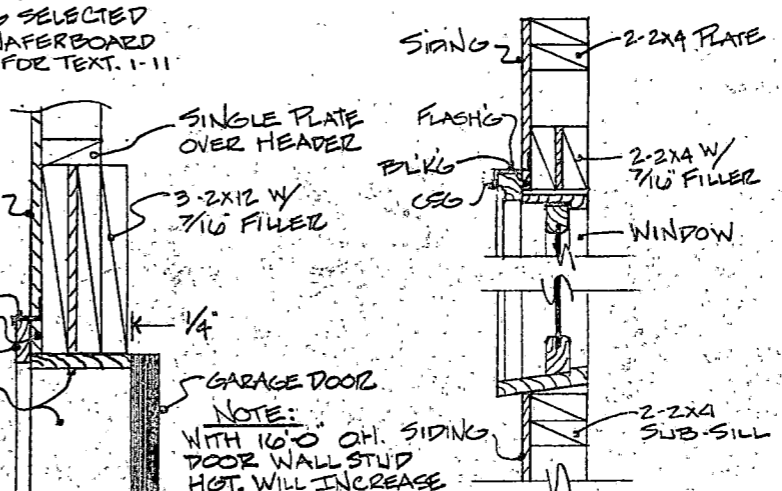 SELECTED
WAFERBOARD
FOR TEXT. 1-11
SINGLE PLATE
OVER HEADER
3-2X12 W/
7/16" FILLER
1/4"
GARAGE DOOR
NOTE:
WITH 16'0" O.H.
DOOR WALL STUD
HGT. WILL INCREASE
SIDING
2-2X4 PLATE
FLASH'G
BLK'G
CSG
2-2X4 W/
7/16" FILLER
WINDOW
SIDING
2-2X4
SUB-SILL